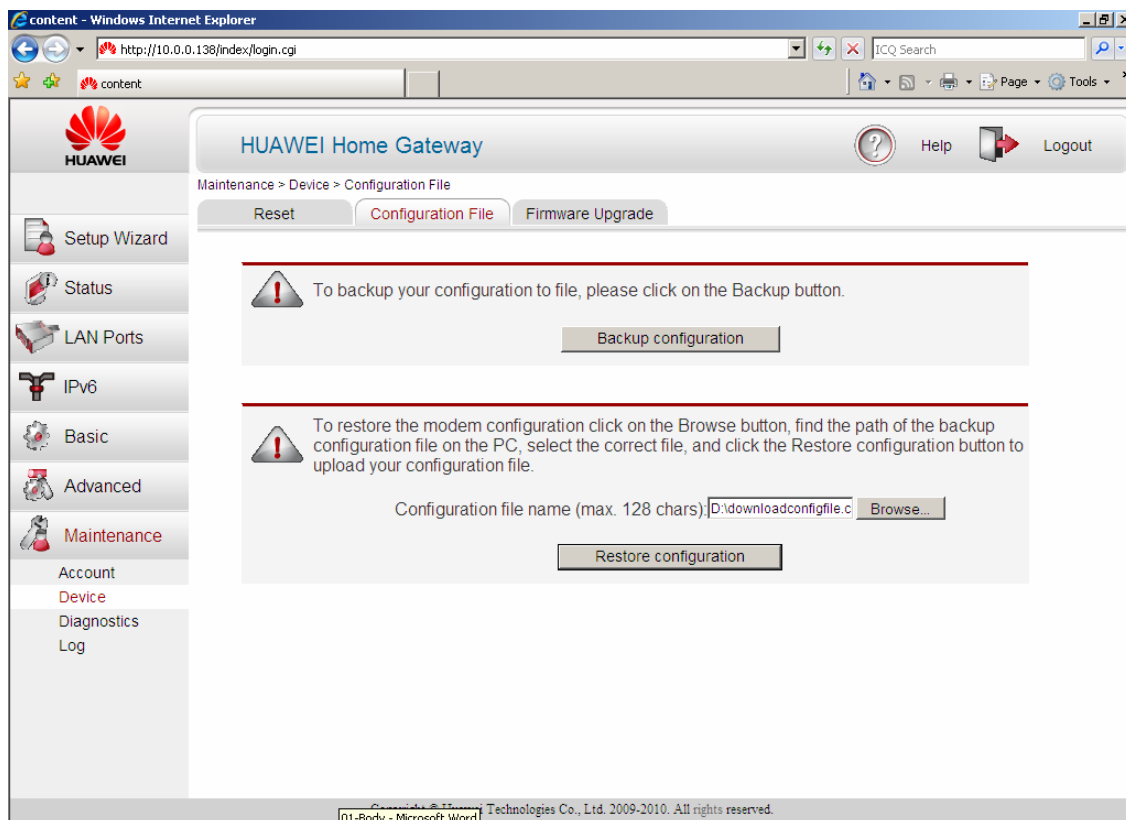 content - Windows Internet Explorer
http://10.0.0.138/index/login.cgi
ICQ Search
content
Page
Tools
HUAWEI
HUAWEI Home Gateway
Help
Logout
Maintenance > Device > Configuration File
Reset
Configuration File
Firmware Upgrade
Setup Wizard
Status
LAN Ports
IPv6
Basic
Advanced
Maintenance
Account
Device
Diagnostics
Log
To backup your configuration to file, please click on the Backup button.
Backup configuration
To restore the modem configuration click on the Browse button, find the path of the backup
configuration file on the PC, select the correct file, and click the Restore configuration button to
upload your configuration file.
Configuration file name (max. 128 chars): D:\downloadconfigfile.c
Browse...
Restore configuration
Technologies Co., Ltd. 2009-2010. All rights reserved.
01-Body - Microsoft Word